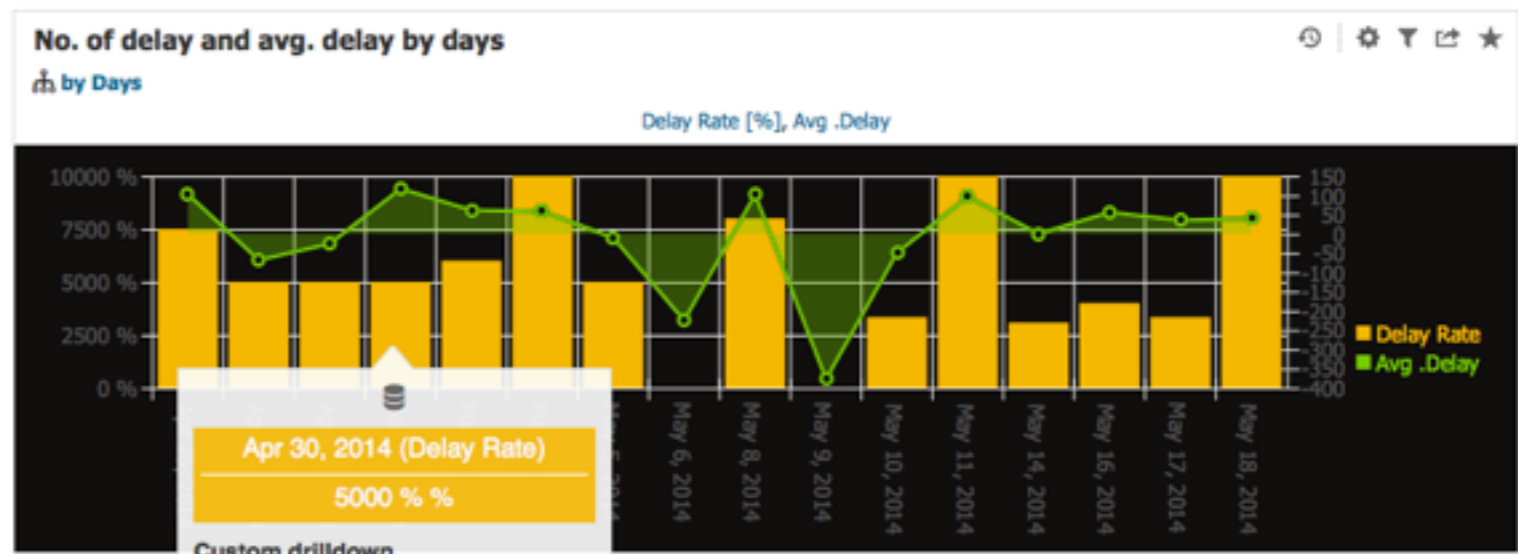 No. of delay and avg. delay by days
by Days
Delay Rate [%], Avg .Delay
10000 %
7500 %
5000 %
2500 %
0 %
150
100
50
0
-50
-100
-150
-200
-250
-300
-350
-400
Delay Rate
Avg .Delay
May 6, 2014
May 8, 2014
May 9, 2014
May 10, 2014
May 11, 2014
May 14, 2014
May 16, 2014
May 17, 2014
May 18, 2014
Apr 30, 2014 (Delay Rate)
5000 % %
Custom drilldown